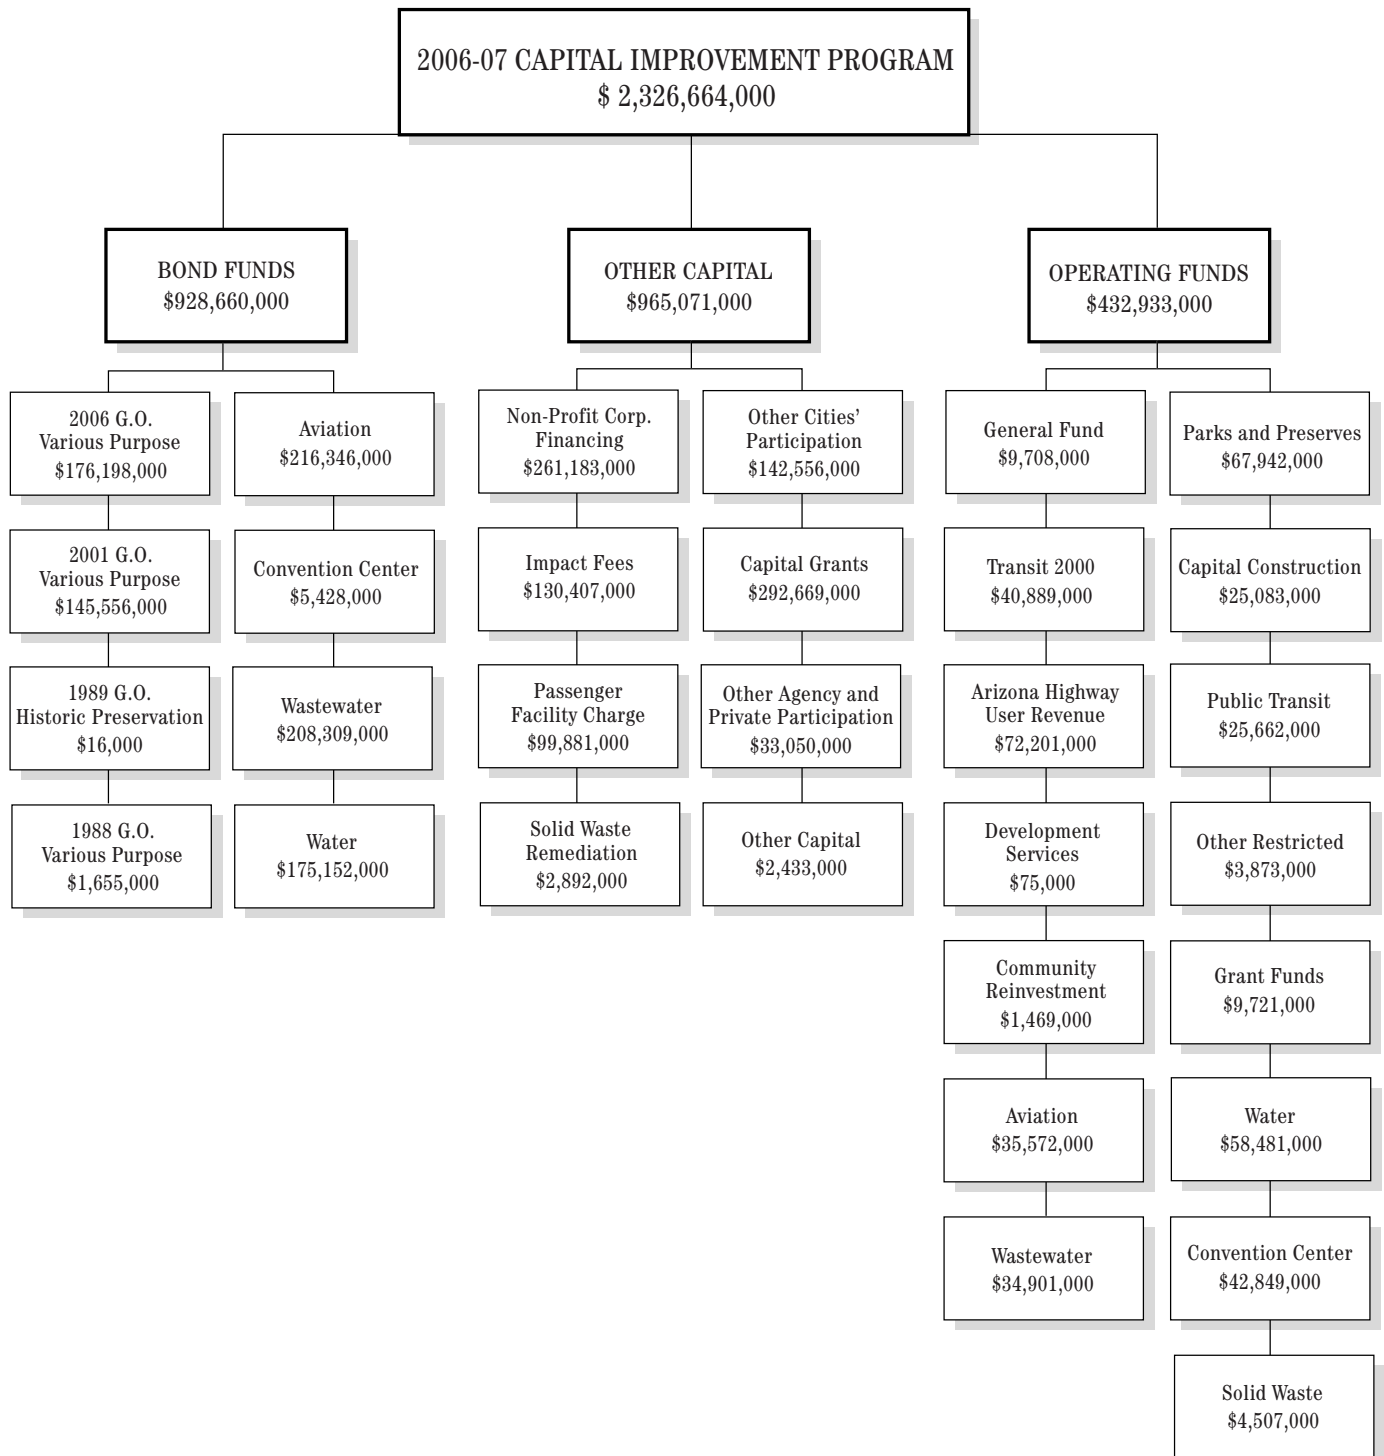 2006-07 CAPITAL IMPROVEMENT PROGRAM
$ 2,326,664,000
BOND FUNDS
$928,660,000
2006 G.O.
Various Purpose
$176,198,000
2001 G.O.
Various Purpose
$145,556,000
1989 G.O.
Historic Preservation
$16,000
1988 G.O.
Various Purpose
$1,655,000
Aviation
$216,346,000
Convention Center
$5,428,000
Wastewater
$208,309,000
Water
$175,152,000
OTHER CAPITAL
$965,071,000
Non-Profit Corp.
Financing
$261,183,000
Impact Fees
$130,407,000
Passenger
Facility Charge
$99,881,000
Solid Waste
Remediation
$2,892,000
Other Cities’
Participation
$142,556,000
Capital Grants
$292,669,000
Other Agency and
Private Participation
$33,050,000
Other Capital
$2,433,000
OPERATING FUNDS
$432,933,000
General Fund
$9,708,000
Transit 2000
$40,889,000
Arizona Highway
User Revenue
$72,201,000
Development
Services
$75,000
Community
Reinvestment
$1,469,000
Aviation
$35,572,000
Wastewater
$34,901,000
Parks and Preserves
$67,942,000
Capital Construction
$25,083,000
Public Transit
$25,662,000
Other Restricted
$3,873,000
Grant Funds
$9,721,000
Water
$58,481,000
Convention Center
$42,849,000
Solid Waste
$4,507,000